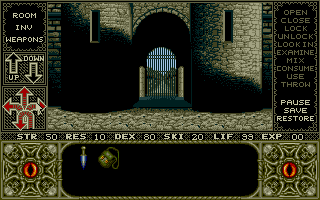 ROOM
INV
WEAPONS
UP
DOWN
OPEN
CLOSE
LOCK
UNLOCK
LOOK IN
EXAMINE
MIX
CONSUME
USE
THROW
PAUSE
SAVE
RESTORE
STR 50 RES 10 DEX 80 SKI 20 LIF 99 EXP 00